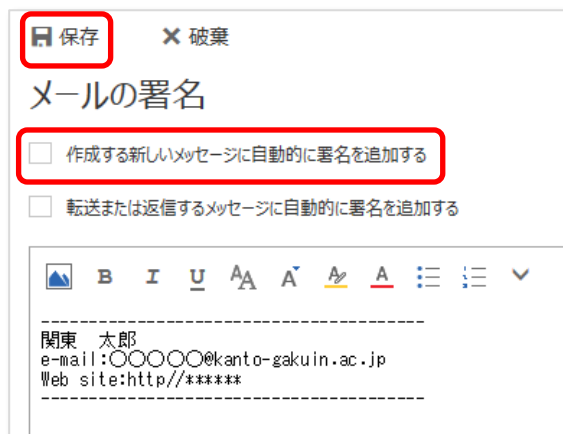 保存 破棄
メールの署名
作成する新しいメッセージに自動的に署名を追加する
転送または返信するメッセージに自動的に署名を追加する
B I U AA A A A
----------------------------------------
関東　太郎
e-mail:〇〇〇〇〇@kanto-gakuin.ac.jp
Web site:http//******
----------------------------------------